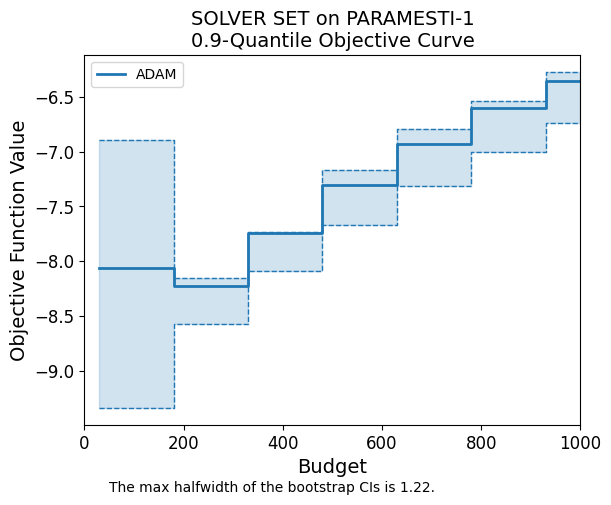 SOLVER SET on PARAMESTI-1
0.9-Quantile Objective Curve
ADAM
Objective Function Value
−6.5
−7.0
−7.5
−8.0
−8.5
−9.0
0 200 400 600 800 1000
Budget
The max halfwidth of the bootstrap CIs is 1.22.